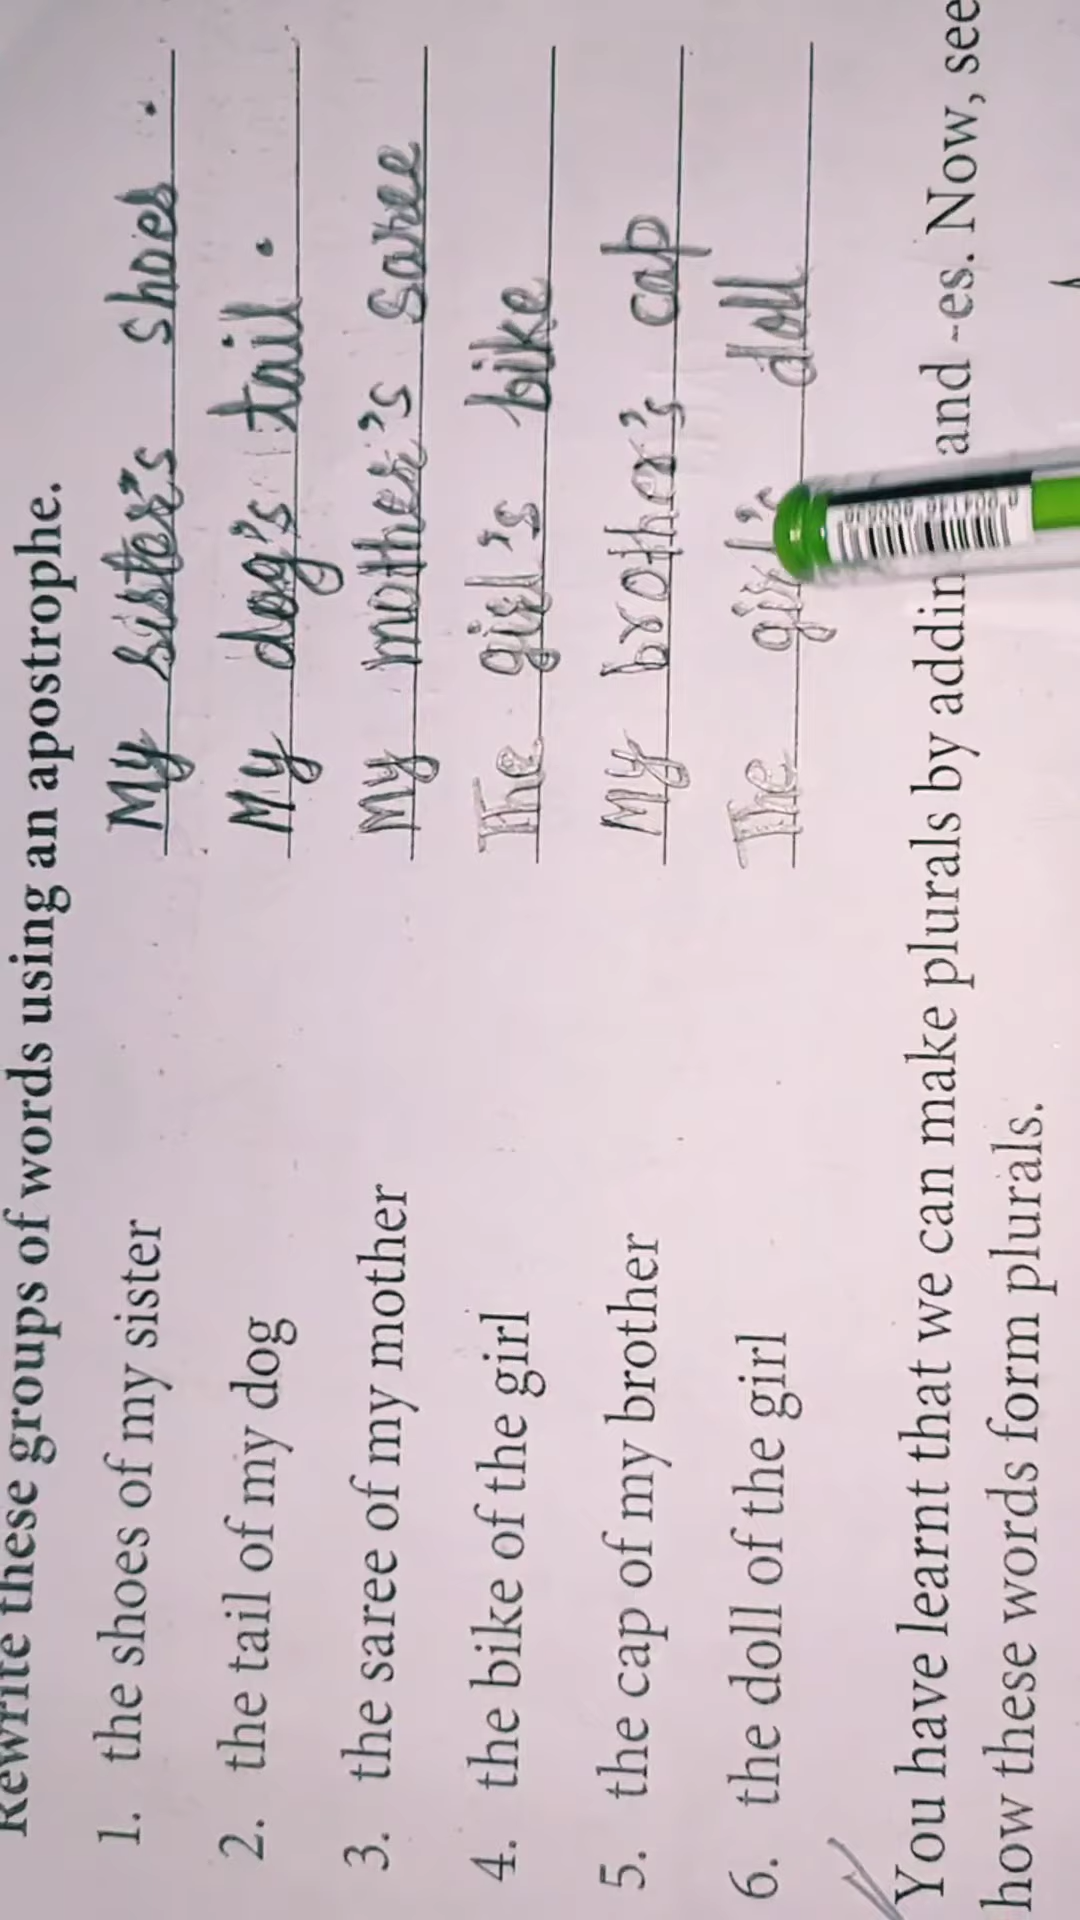 Rewrite these groups of words using an apostrophe.
1. the shoes of my sister My sister's shoes.
2. the tail of my dog My dog's tail.
3. the saree of my mother My mother's saree
4. the bike of the girl The girl's bike
5. the cap of my brother My brother's cap
6. the doll of the girl The girl's doll
You have learnt that we can make plurals by addin and -es. Now, see
how these words form plurals.